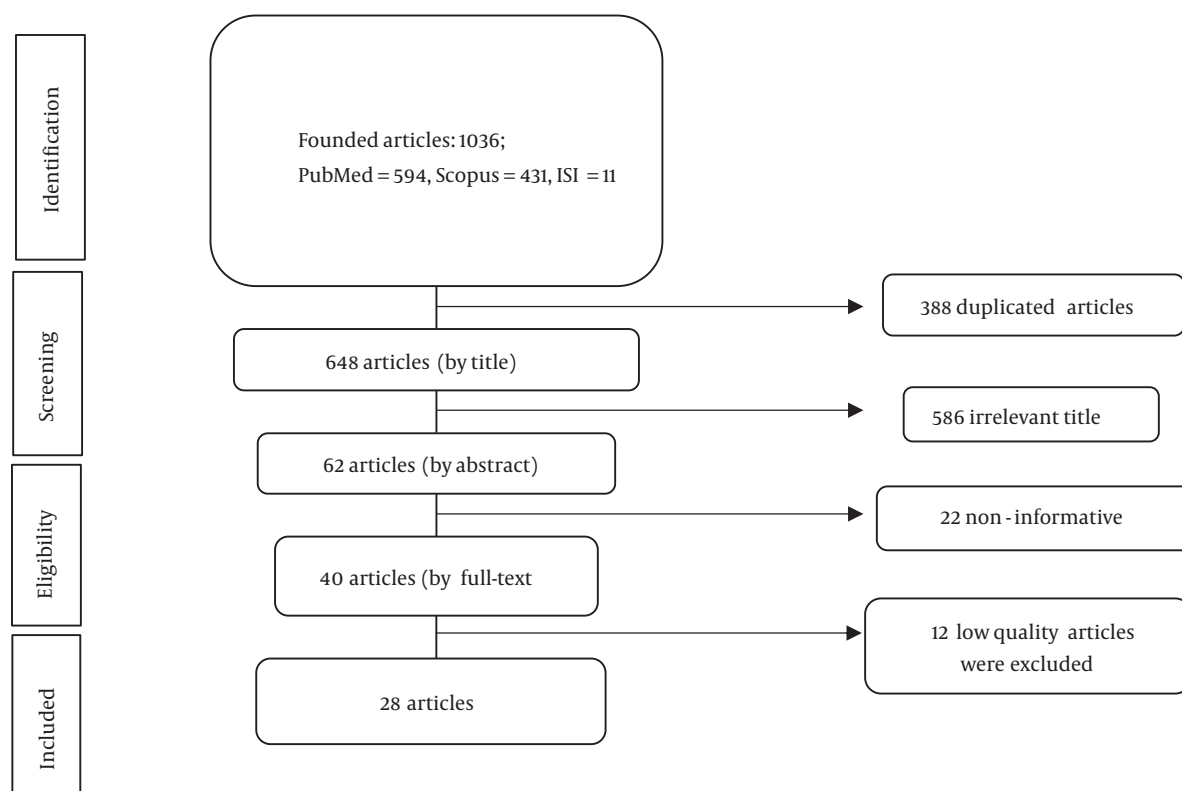 Identification
Founded articles: 1036;
PubMed = 594, Scopus = 431, ISI = 11
388 duplicated articles
Screening
648 articles (by title)
586 irrelevant title
62 articles (by abstract)
Eligibility
22 non-informative
40 articles (by full-text
12 low quality articles
were excluded
Included
28 articles